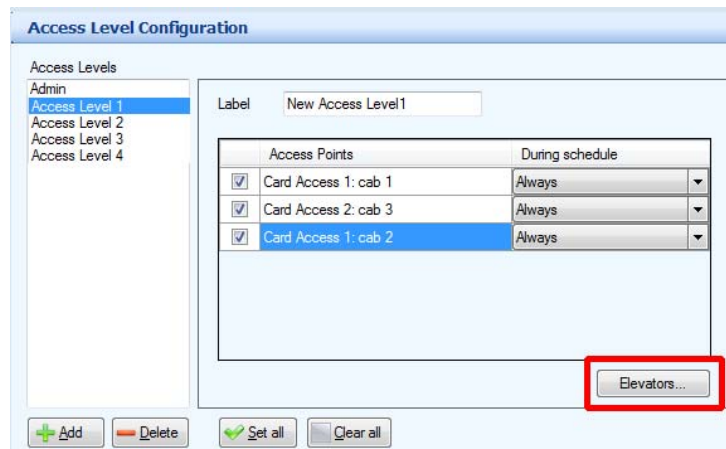 Access Level Configuration
Access Levels
Admin
Access Level 1
Access Level 2
Access Level 3
Access Level 4
Label New Access Level1
Access Points During schedule
Card Access 1: cab 1 Always
Card Access 2: cab 3 Always
Card Access 1: cab 2 Always
Elevators...
Add Delete Set all Clear all